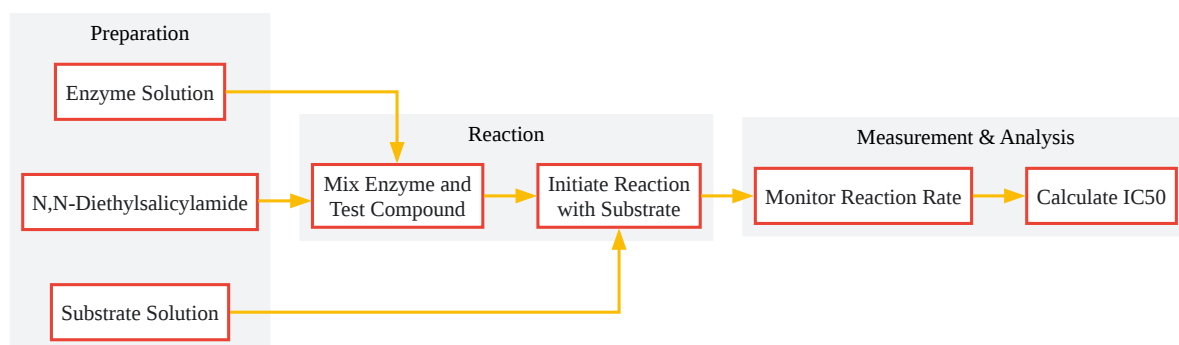 Preparation
Enzyme Solution
N,N-Diethylsalicylamide
Substrate Solution
Reaction
Mix Enzyme and
Test Compound
Initiate Reaction
with Substrate
Measurement & Analysis
Monitor Reaction Rate
Calculate IC50